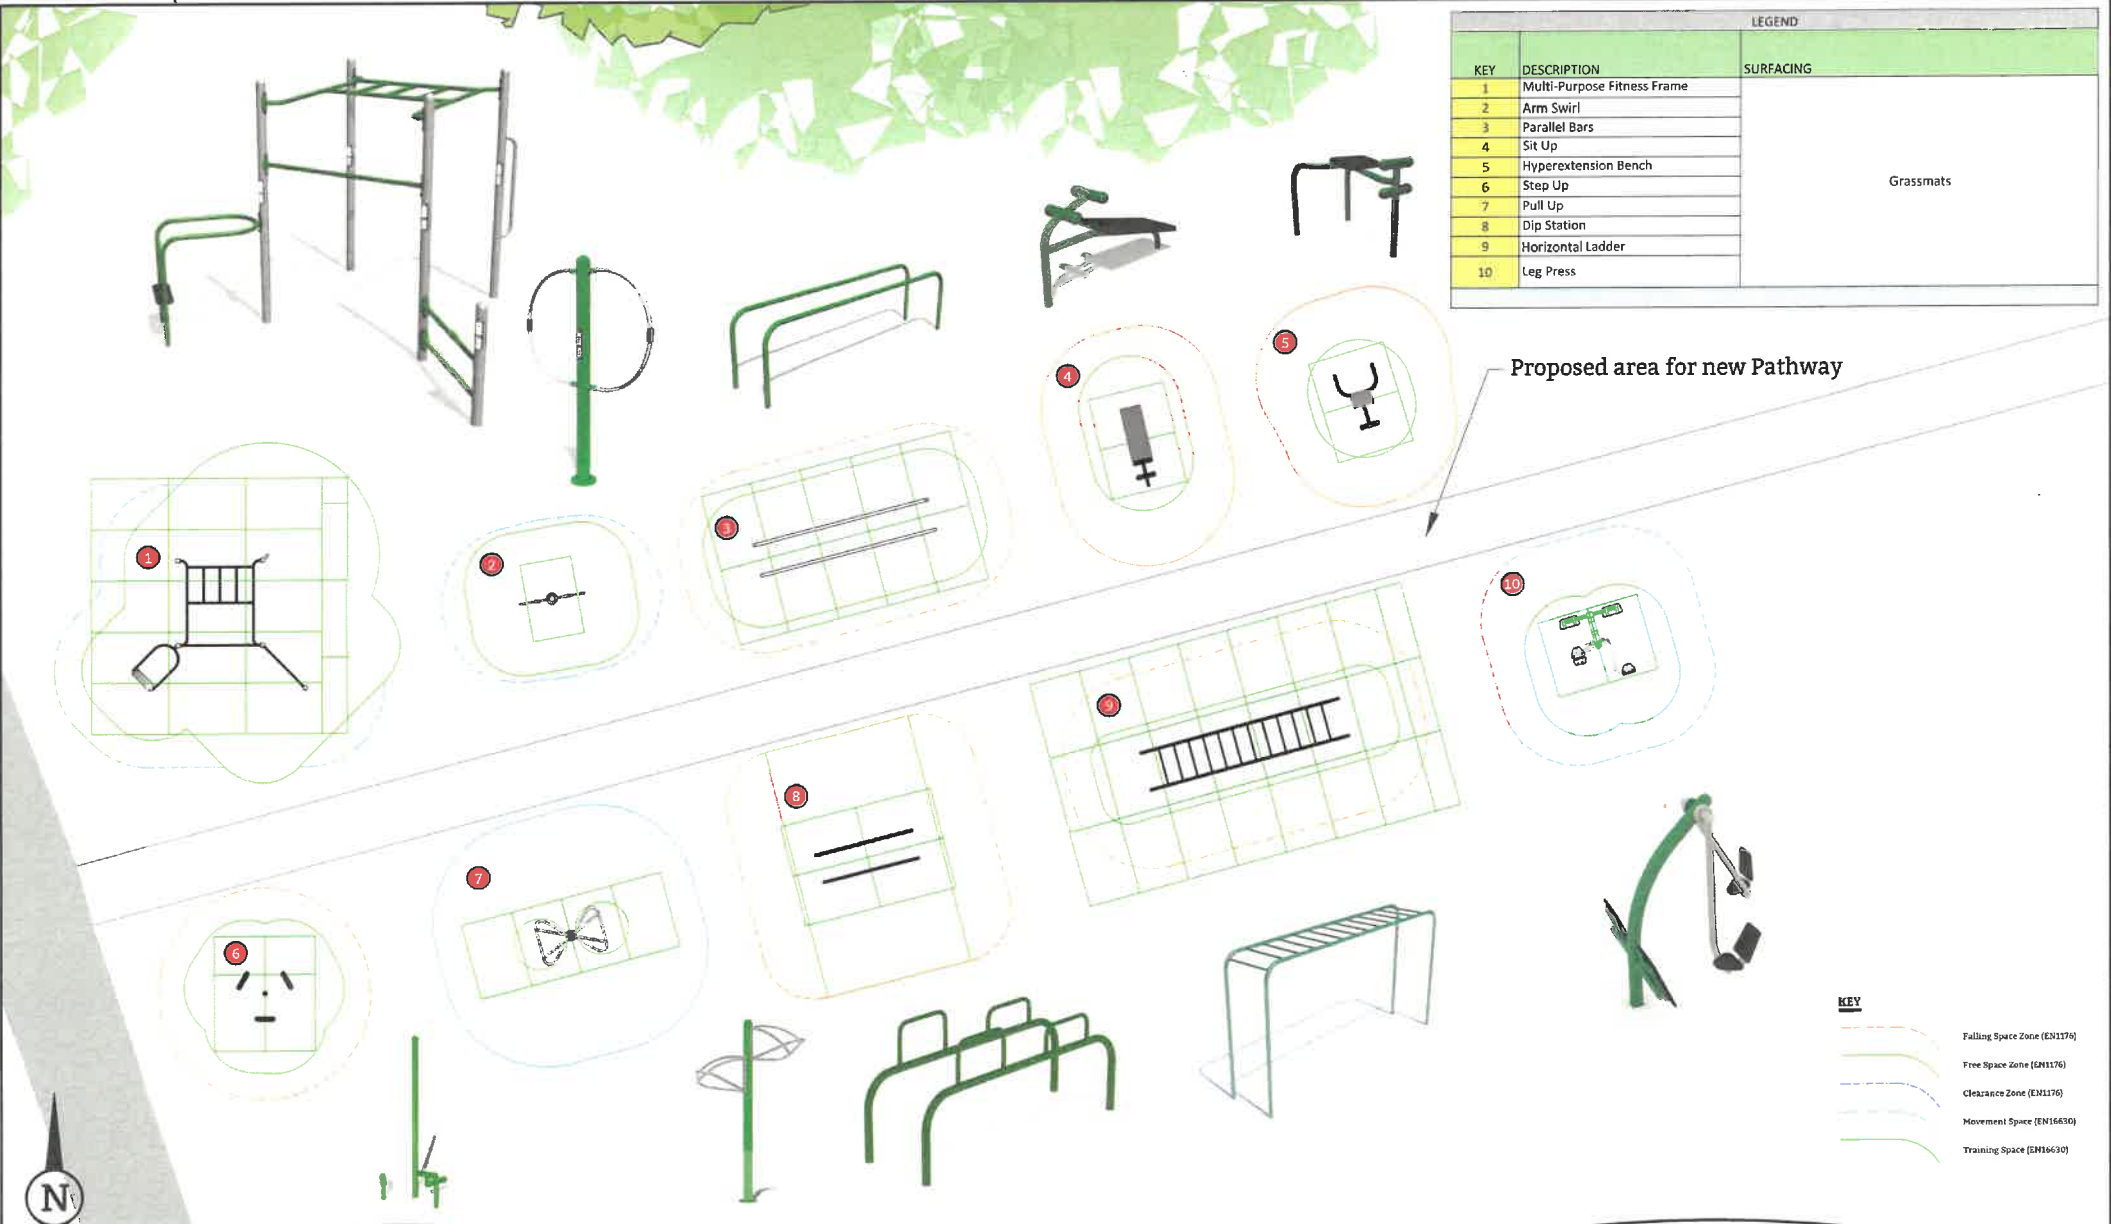 LEGEND
KEY DESCRIPTION SURFACING
1 Multi-Purpose Fitness Frame
2 Arm Swirl
3 Parallel Bars
4 Sit Up
5 Hyperextension Bench
6 Step Up
7 Pull Up
8 Dip Station
9 Horizontal Ladder
10 Leg Press
Grassmats
Proposed area for new Pathway
1
2
3
4
5
6
7
8
9
10
KEY
Falling Space Zone (EN1176)
Free Space Zone (EN1176)
Clearance Zone (EN1176)
Movement Space (EN16630)
Training Space (EN16630)
N